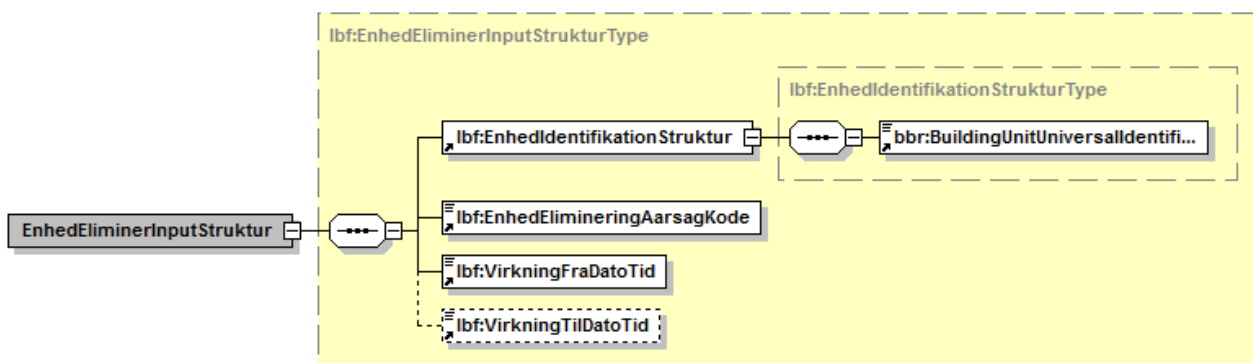 lbf:EnhedEliminerInputStrukturType
lbf:EnhedIdentifikationStrukturType
lbf:EnhedIdentifikationStruktur
bbr:BuildingUnitUniversalIdentifi...
lbf:EnhedElimineringAarsagKode
EnhedEliminerInputStruktur
lbf:VirkningFraDatoTid
lbf:VirkningTilDatoTid